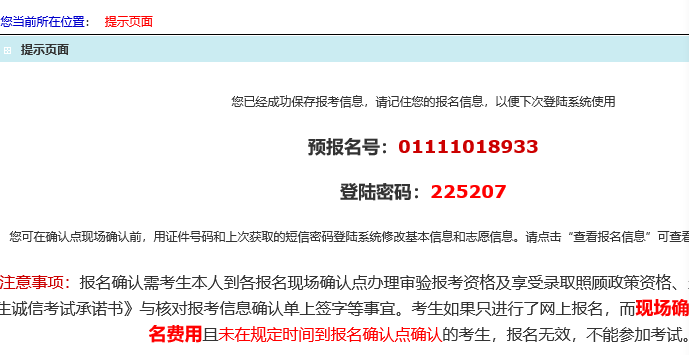 您当前所在位置： 提示页面
提示页面
您已经成功保存报考信息，请记住您的报名信息，以便下次登陆系统使用
预报名号：01111018933
登陆密码：225207
您可在确认点现场确认前，用证件号码和上次获取的短信密码登陆系统修改基本信息和志愿信息。请点击“查看报名信息”可查看
注意事项：报名确认需考生本人到各报名现场确认点办理审验报考资格及享受录取照顾政策资格、
生诚信考试承诺书》与核对报考信息确认单上签字等事宜。考生如果只进行了网上报名，而现场确
名费用且未在规定时间到报名确认点确认的考生，报名无效，不能参加考试。